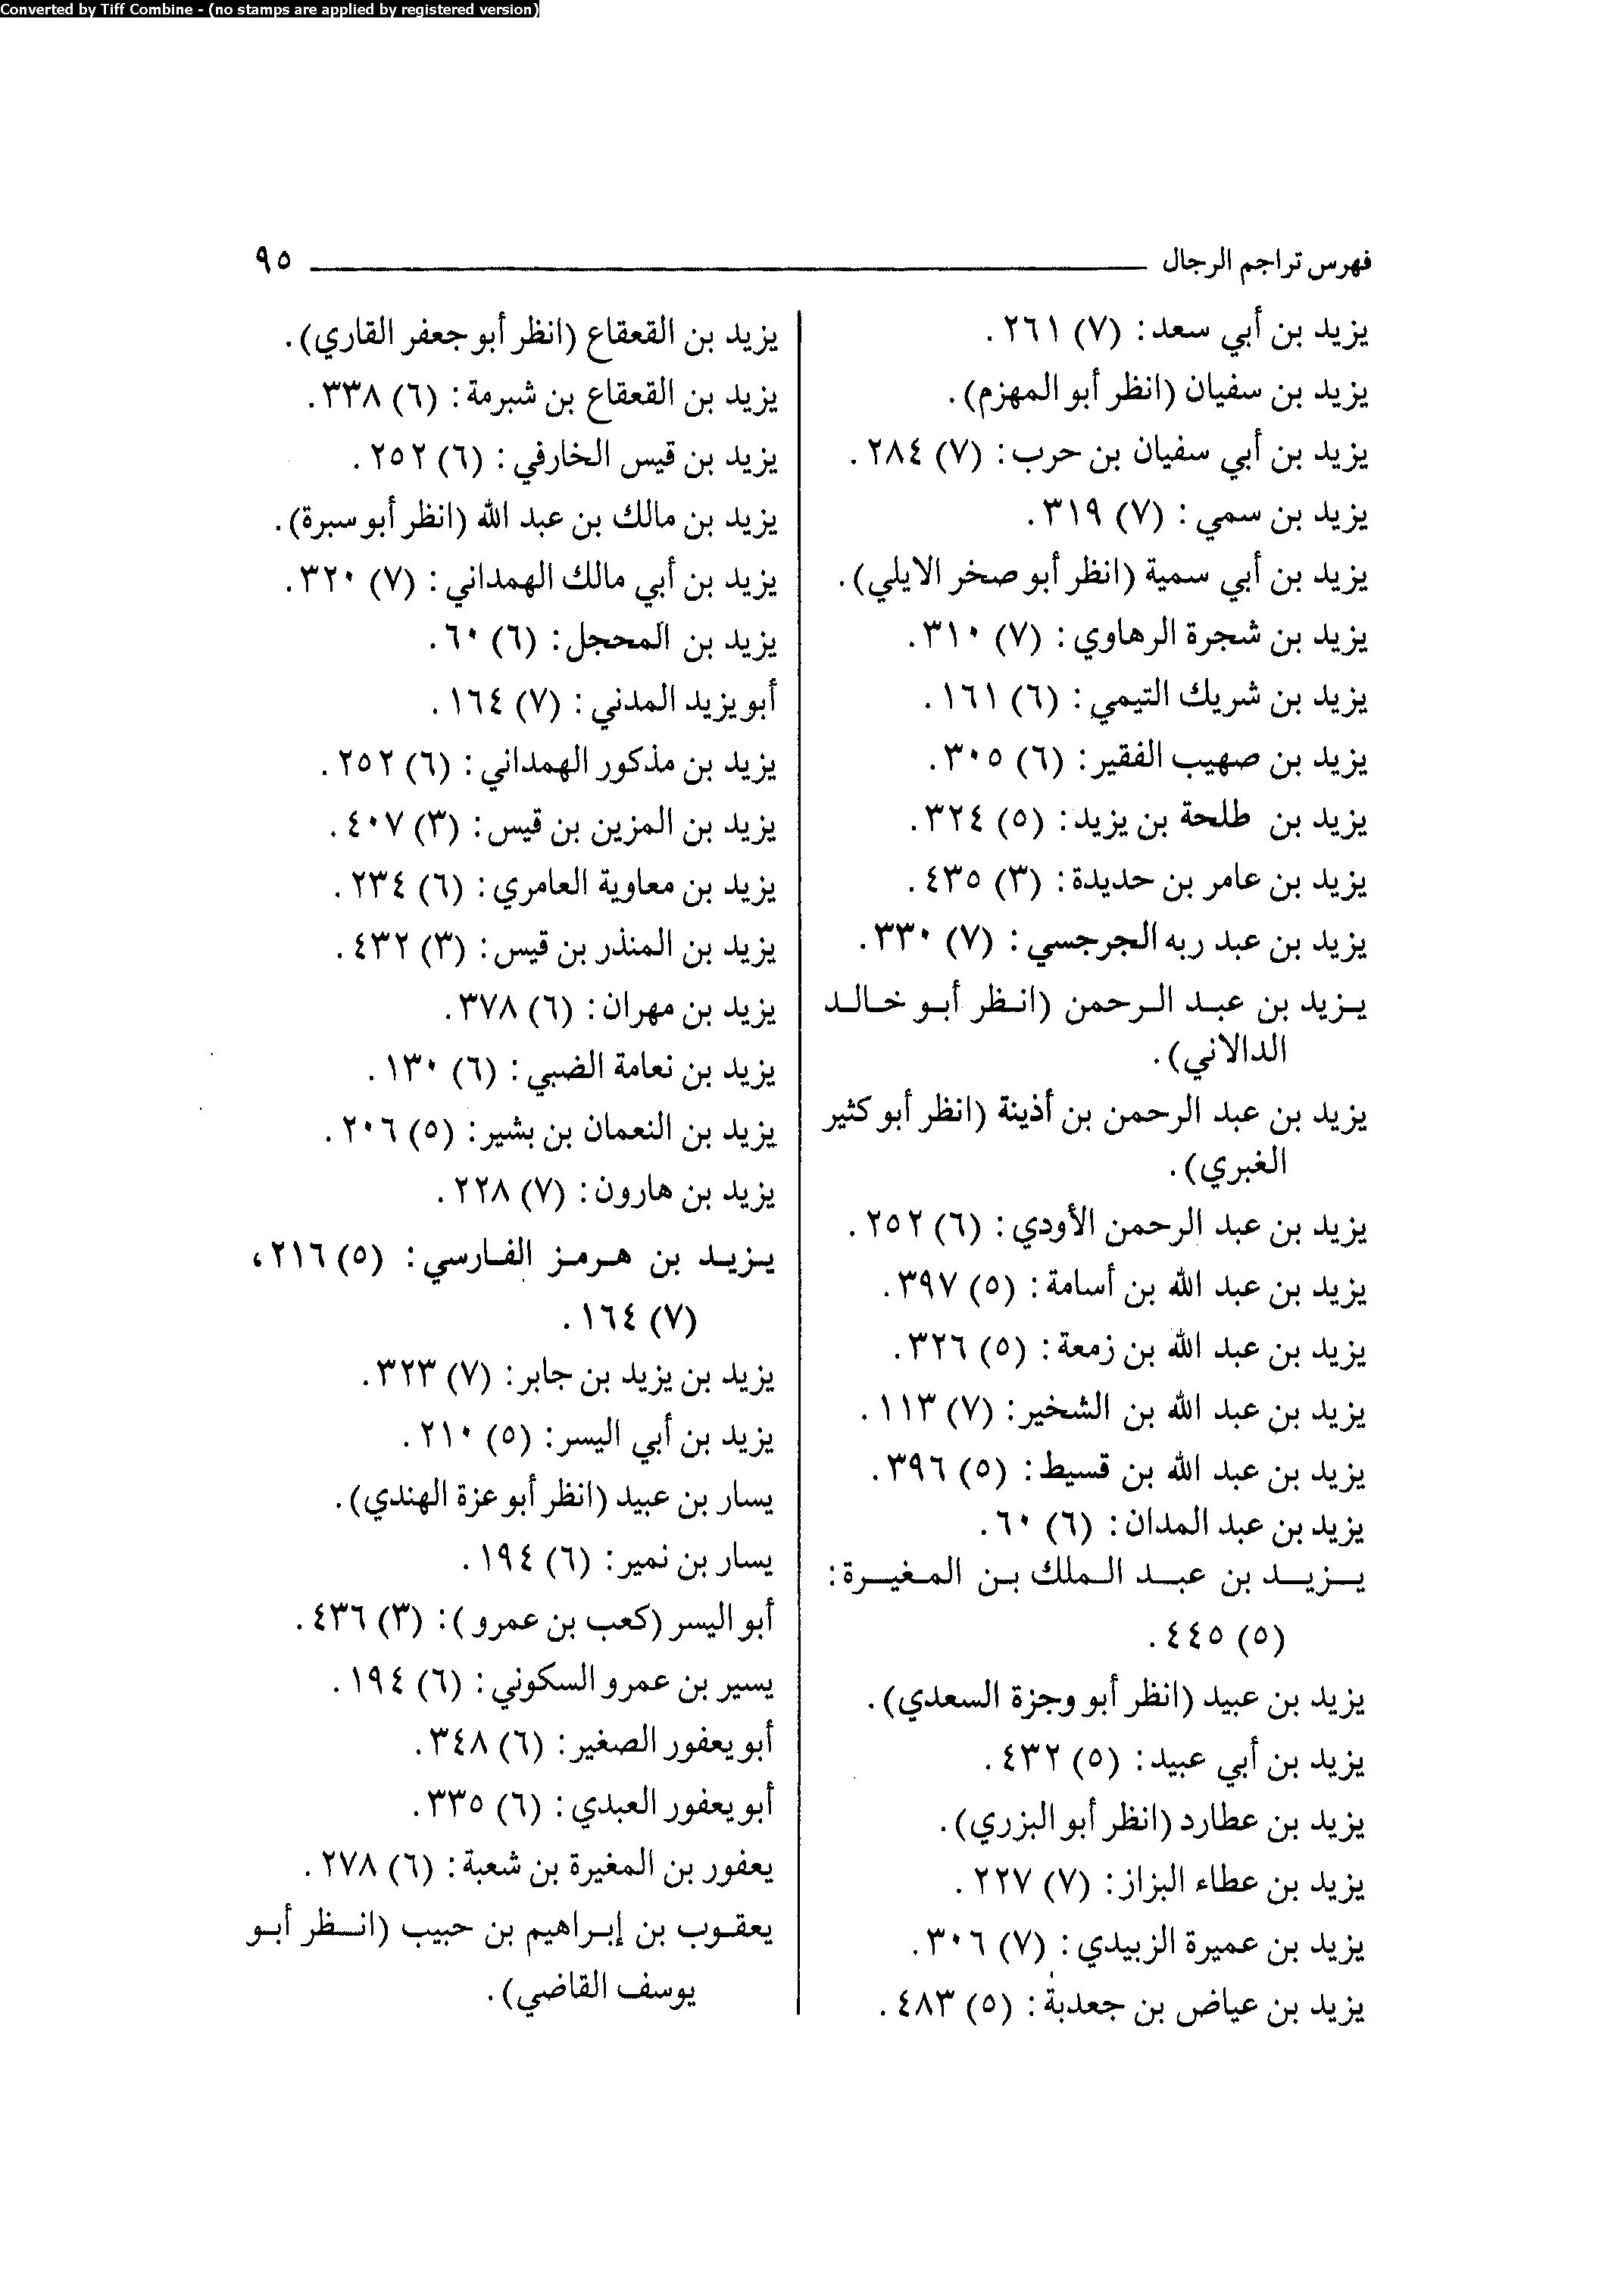 Converted by Tiff Combine - (no stamps are applied by registered version)
فهرس تراجم الرجال ٩٥
يزيد بن أبي سعد: (٧) ٢٦١.
يزيد بن سفيان (انظر أبو المهزم).
يزيد بن أبي سفيان بن حرب: (٧) ٢٨٤.
يزيد بن سمي: (٧) ٣١٩.
يزيد بن أبي سمية (انظر أبو صخر الايلي).
يزيد بن شجرة الرهاوي: (٧) ٣١٠.
يزيد بن شريك التيمي: (٦) ١٦١.
يزيد بن صهيب الفقير: (٦) ٣٠٥.
يزيد بن طلحة بن يزيد: (٥) ٣٢٤.
يزيد بن عامر بن حديدة: (٣) ٤٣٥.
يزيد بن عبد ربه الجرجسي: (٧) ٣٣٠.
يزيد بن عبد الرحمن (انظر أبو خالد
الدالاني).
يزيد بن عبد الرحمن بن أذينة (انظر أبو كثير
الغبري).
يزيد بن عبد الرحمن الأودي: (٦) ٢٥٢.
يزيد بن عبد الله بن أسامة: (٥) ٣٩٧.
يزيد بن عبد الله بن زمعة: (٥) ٣٢٦.
يزيد بن عبد الله بن الشخير: (٧) ١١٣.
يزيد بن عبد الله بن قسيط: (٥) ٣٩٦.
يزيد بن عبد المدان: (٦) ٦٠.
يزيد بن عبد الملك بن المغيرة:
(٥) ٤٤٥.
يزيد بن عبيد (انظر أبو وجزة السعدي).
يزيد بن أبي عبيد: (٥) ٤٣٢.
يزيد بن عطارد (انظر أبو البزري).
يزيد بن عطاء البزاز: (٧) ٢٢٧.
يزيد بن عميرة الزبيدي: (٧) ٣٠٦.
يزيد بن عياض بن جعدبة: (٥) ٤٨٣.
يزيد بن القعقاع (انظر أبو جعفر القاري).
يزيد بن القعقاع بن شبرمة: (٦) ٣٣٨.
يزيد بن قيس الخارفي: (٦) ٢٥٢.
يزيد بن مالك بن عبد الله (انظر أبو سبرة).
يزيد بن أبي مالك الهمداني: (٧) ٣٢٠.
يزيد بن المحجل: (٦) ٦٠.
أبو يزيد المدني: (٧) ١٦٤.
يزيد بن مذكور الهمداني: (٦) ٢٥٢.
يزيد بن المزين بن قيس: (٣) ٤٠٧.
يزيد بن معاوية العامري: (٦) ٢٣٤.
يزيد بن المنذر بن قيس: (٣) ٤٣٢.
يزيد بن مهران: (٦) ٣٧٨.
يزيد بن نعامة الضبي: (٦) ١٣٠.
يزيد بن النعمان بن بشير: (٥) ٢٠٦.
يزيد بن هارون: (٧) ٢٢٨.
يزيد بن هرمز الفارسي: (٥) ٢١٦،
(٧) ١٦٤.
يزيد بن يزيد بن جابر: (٧) ٣٢٣.
يزيد بن أبي اليسر: (٥) ٢١٠.
يسار بن عبيد (انظر أبو عزة الهندي).
يسار بن نمير: (٦) ١٩٤.
أبو اليسر (كعب بن عمرو): (٣) ٤٣٦.
يسير بن عمرو السكوني: (٦) ١٩٤.
أبو يعفور الصغير: (٦) ٣٤٨.
أبو يعفور العبدي: (٦) ٣٣٥.
يعفور بن المغيرة بن شعبة: (٦) ٢٧٨.
يعقوب بن إبراهيم بن حبيب (انظر أبو
يوسف القاضي).